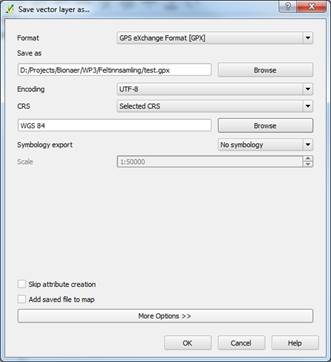 Save vector layer as...
Format GPS eXchange Format [GPX]
Save as
D:/Projects/Bionaer/WP3/Feltinnsamling/test.gpx Browse
Encoding UTF-8
CRS Selected CRS
WGS 84 Browse
Symbology export No symbology
Scale 1:50000
Skip attribute creation
Add saved file to map
More Options >>
OK Cancel Help